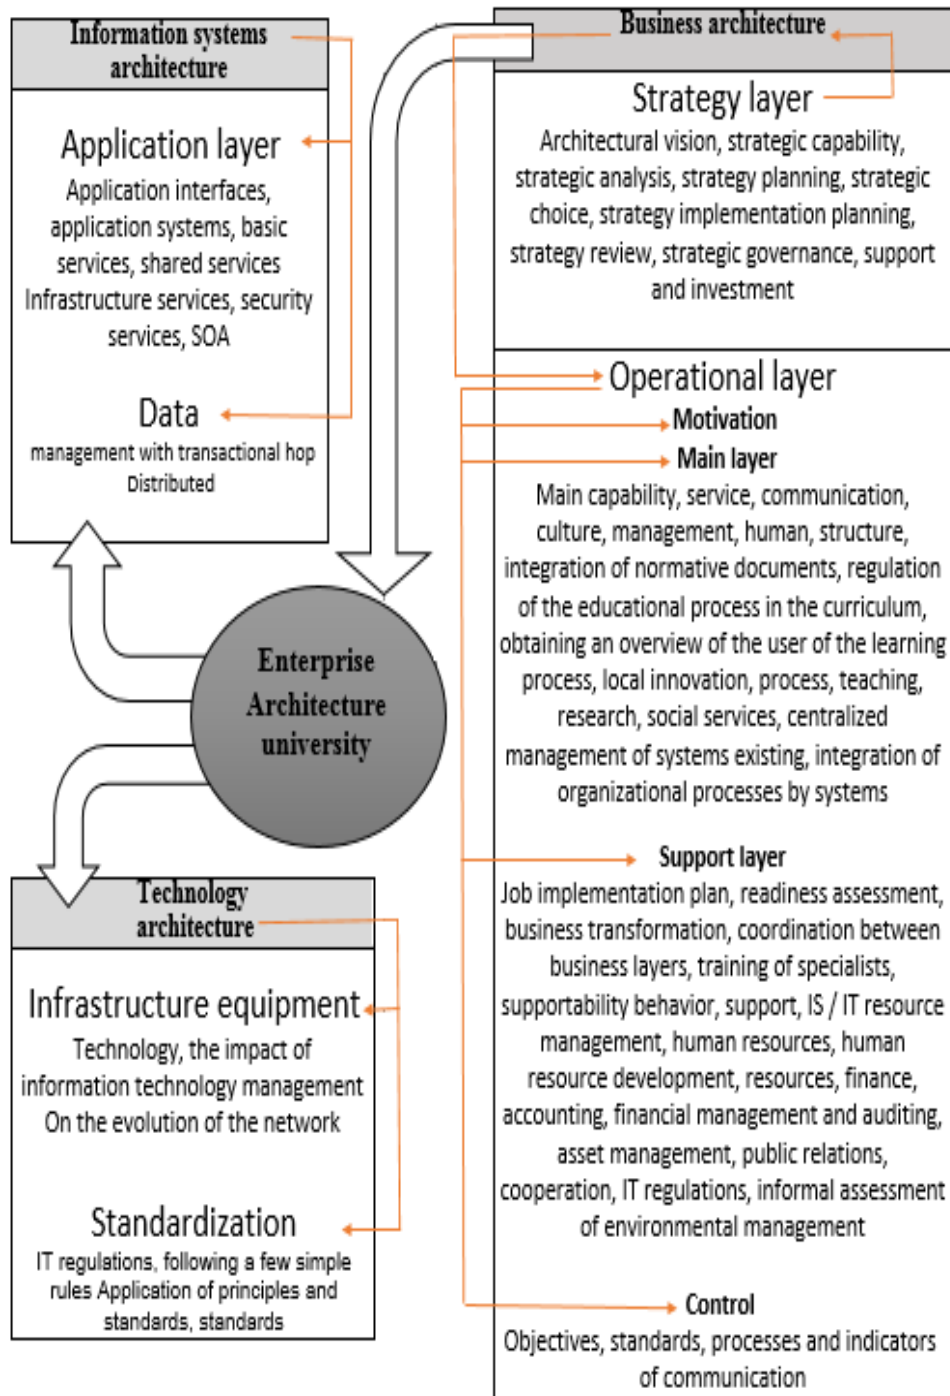 Information systems
architecture
Application layer
Application interfaces,
application systems, basic
services, shared services
Infrastructure services, security
services, SOA
Data
management with transactional hop
Distributed
Business architecture
Strategy layer
Architectural vision, strategic capability,
strategic analysis, strategy planning, strategic
choice, strategy implementation planning,
strategy review, strategic governance, support
and investment
Operational layer
Motivation
Main layer
Main capability, service, communication,
culture, management, human, structure,
integration of normative documents, regulation
of the educational process in the curriculum,
obtaining an overview of the user of the learning
process, local innovation, process, teaching,
research, social services, centralized
management of systems existing, integration of
organizational processes by systems
Support layer
Job implementation plan, readiness assessment,
business transformation, coordination between
business layers, training of specialists,
supportability behavior, support, IS / IT resource
management, human resources, human
resource development, resources, finance,
accounting, financial management and auditing,
asset management, public relations,
cooperation, IT regulations, informal assessment
of environmental management
Control
Objectives, standards, processes and indicators
of communication
Enterprise
Architecture
university
Technology
architecture
Infrastructure equipment
Technology, the impact of
information technology management
On the evolution of the network
Standardization
IT regulations, following a few simple
rules Application of principles and
standards, standards